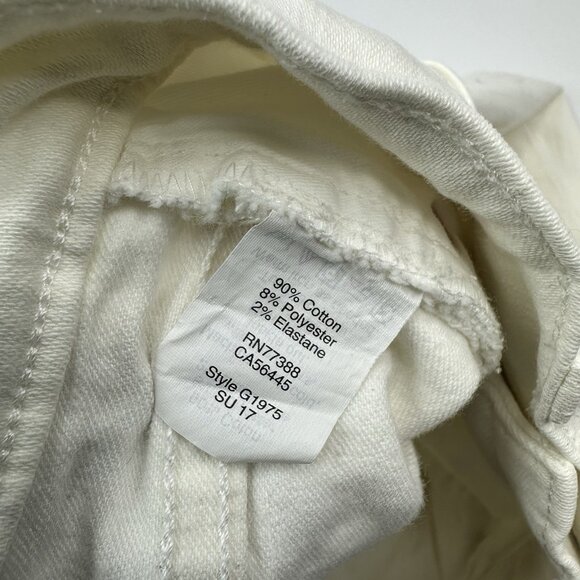 90% Cotton
8% Polyester
2% Elastane
RN77388
CA56445
Style G1975
SU 17